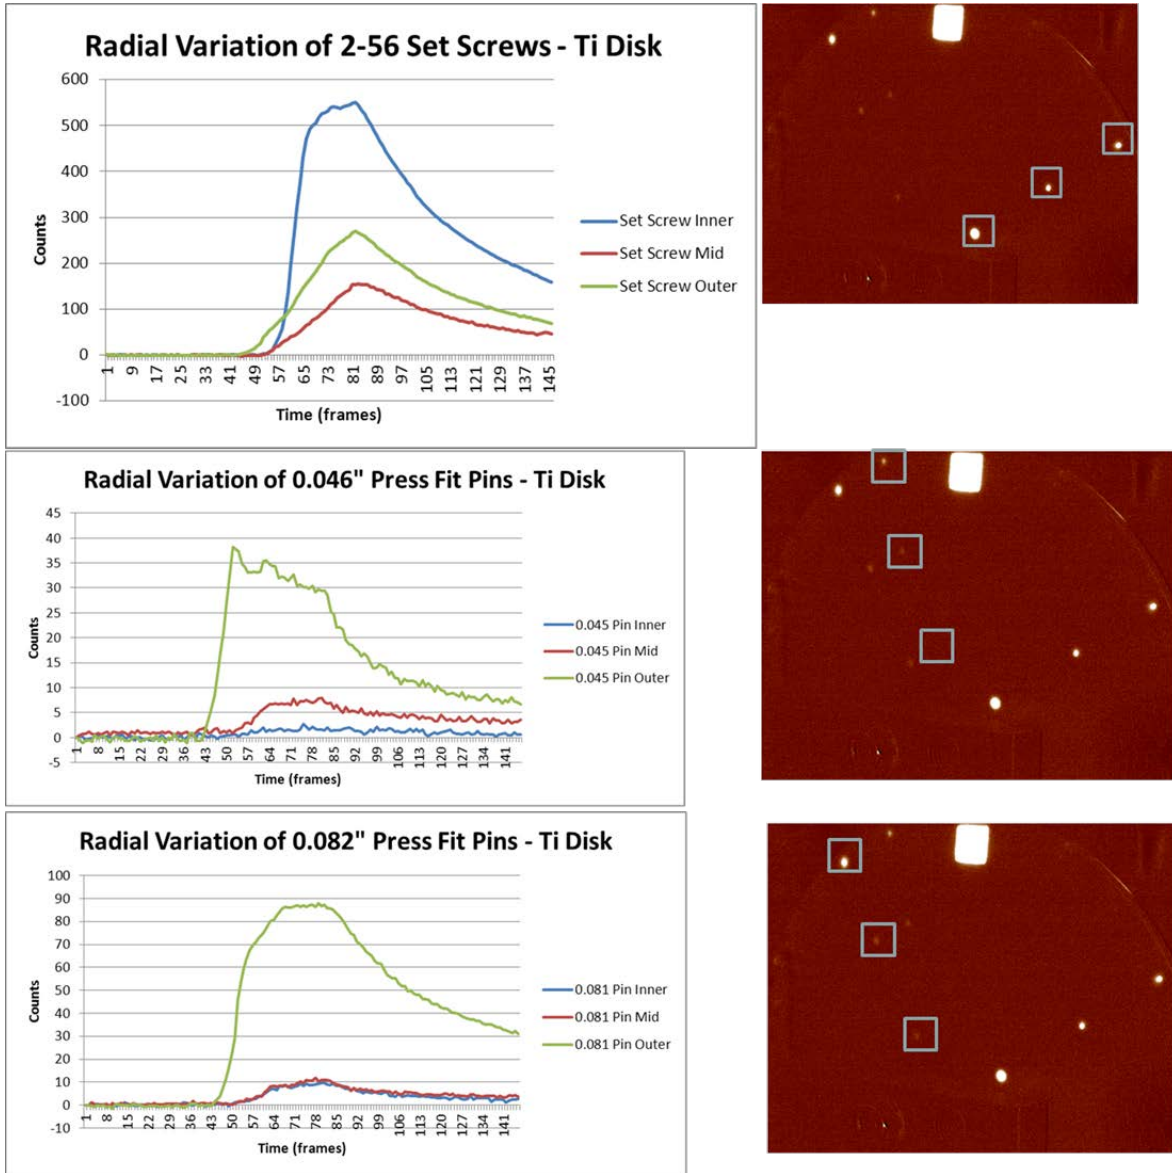 Radial Variation of 2-56 Set Screws - Ti Disk
600
500
400
300
200
100
0
-100
Counts
1 9 17 25 33 41 49 57 65 73 81 89 97 105 113 121 129 137 145
Time (frames)
Set Screw Inner
Set Screw Mid
Set Screw Outer
Radial Variation of 0.046" Press Fit Pins - Ti Disk
45
40
35
30
25
20
15
10
5
0
-5
Counts
1 8 15 22 29 36 43 50 57 64 71 78 85 92 99 106 113 120 127 134 141
Time (frames)
0.045 Pin Inner
0.045 Pin Mid
0.045 Pin Outer
Radial Variation of 0.082" Press Fit Pins - Ti Disk
100
90
80
70
60
50
40
30
20
10
0
-10
Counts
1 8 15 22 29 36 43 50 57 64 71 78 85 92 99 106 113 120 127 134 141
Time (frames)
0.081 Pin Inner
0.081 Pin Mid
0.081 Pin Outer